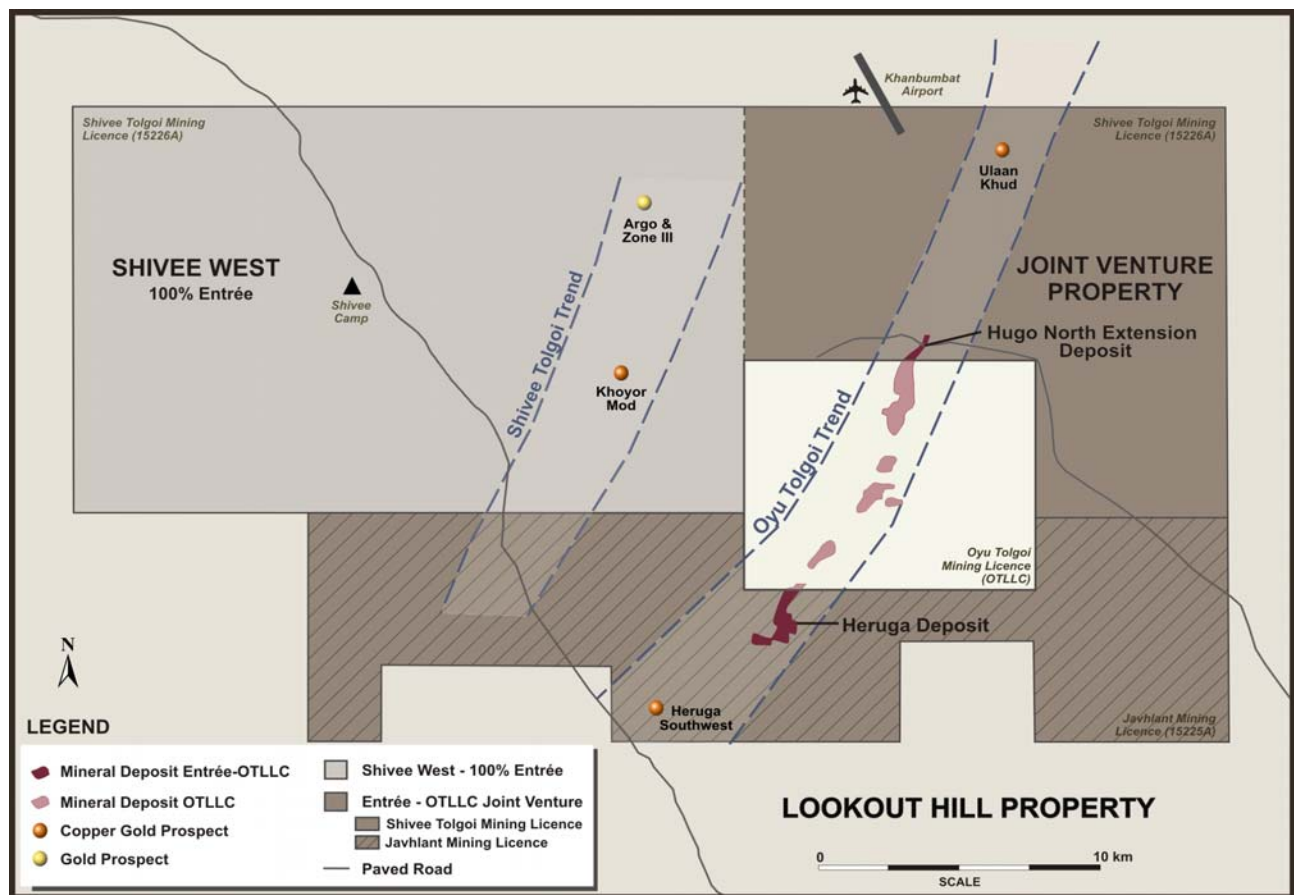 Khanbumbat
Airport
Shivee Tolgoi Mining
Licence (15226A)
Shivee Tolgoi Mining
Licence (15226A)
Ulaan
Khud
Argo &
Zone III
SHIVEE WEST
100% Entrée
JOINT VENTURE
PROPERTY
Shivee
Camp
Shivee Tolgoi Trend
Hugo North Extension
Deposit
Khoyor
Mod
Oyu Tolgoi Trend
Oyu Tolgoi
Mining Licence
(OTLLC)
Heruga Deposit
N
Heruga
Southwest
Javhlant Mining
Licence (15225A)
LEGEND
Mineral Deposit Entrée-OTLLC
Mineral Deposit OTLLC
Copper Gold Prospect
Gold Prospect
Shivee West - 100% Entrée
Entrée - OTLLC Joint Venture
Shivee Tolgoi Mining Licence
Javhlant Mining Licence
Paved Road
LOOKOUT HILL PROPERTY
0 10 km
SCALE